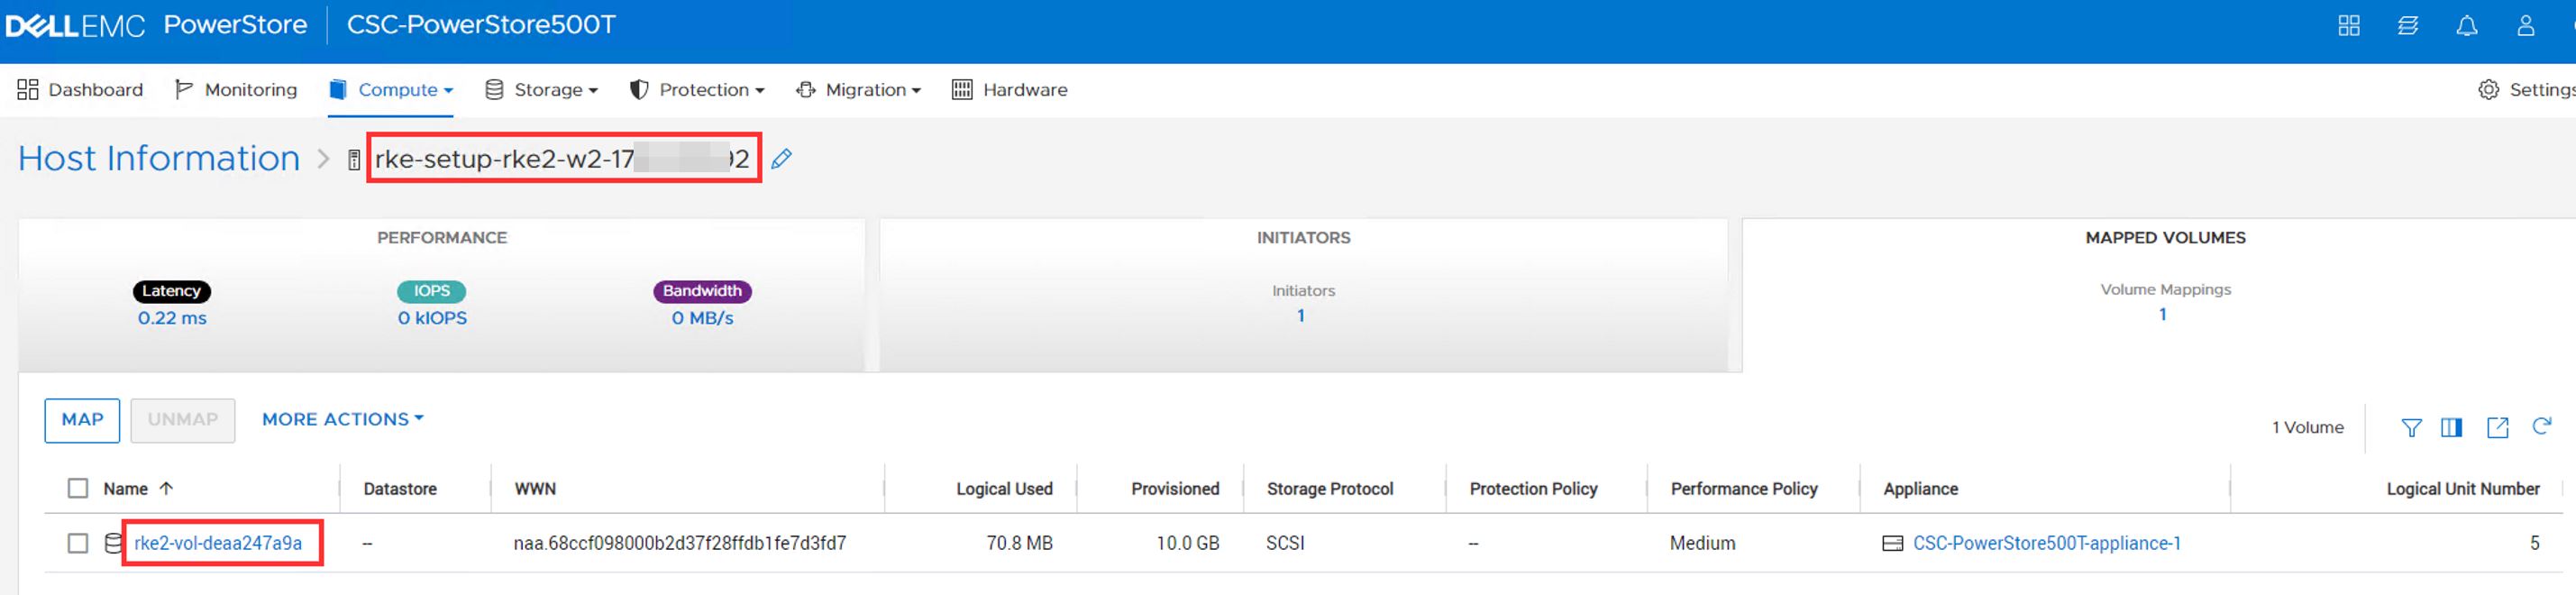 DELLEMC PowerStore CSC-PowerStore500T
Dashboard Monitoring Compute Storage Protection Migration Hardware Settings
Host Information > rke-setup-rke2-w2-17 92
PERFORMANCE
Latency IOPS Bandwidth
0.22 ms 0 kIOPS 0 MB/s
INITIATORS
Initiators
1
MAPPED VOLUMES
Volume Mappings
1
MAP UNMAP MORE ACTIONS 1 Volume
Name Datastore WWN Logical Used Provisioned Storage Protocol Protection Policy Performance Policy Appliance Logical Unit Number
rke2-vol-deaa247a9a -- naa.68ccf098000b2d37f28ffdb1fe7d3fd7 70.8 MB 10.0 GB SCSI -- Medium CSC-PowerStore500T-appliance-1 5